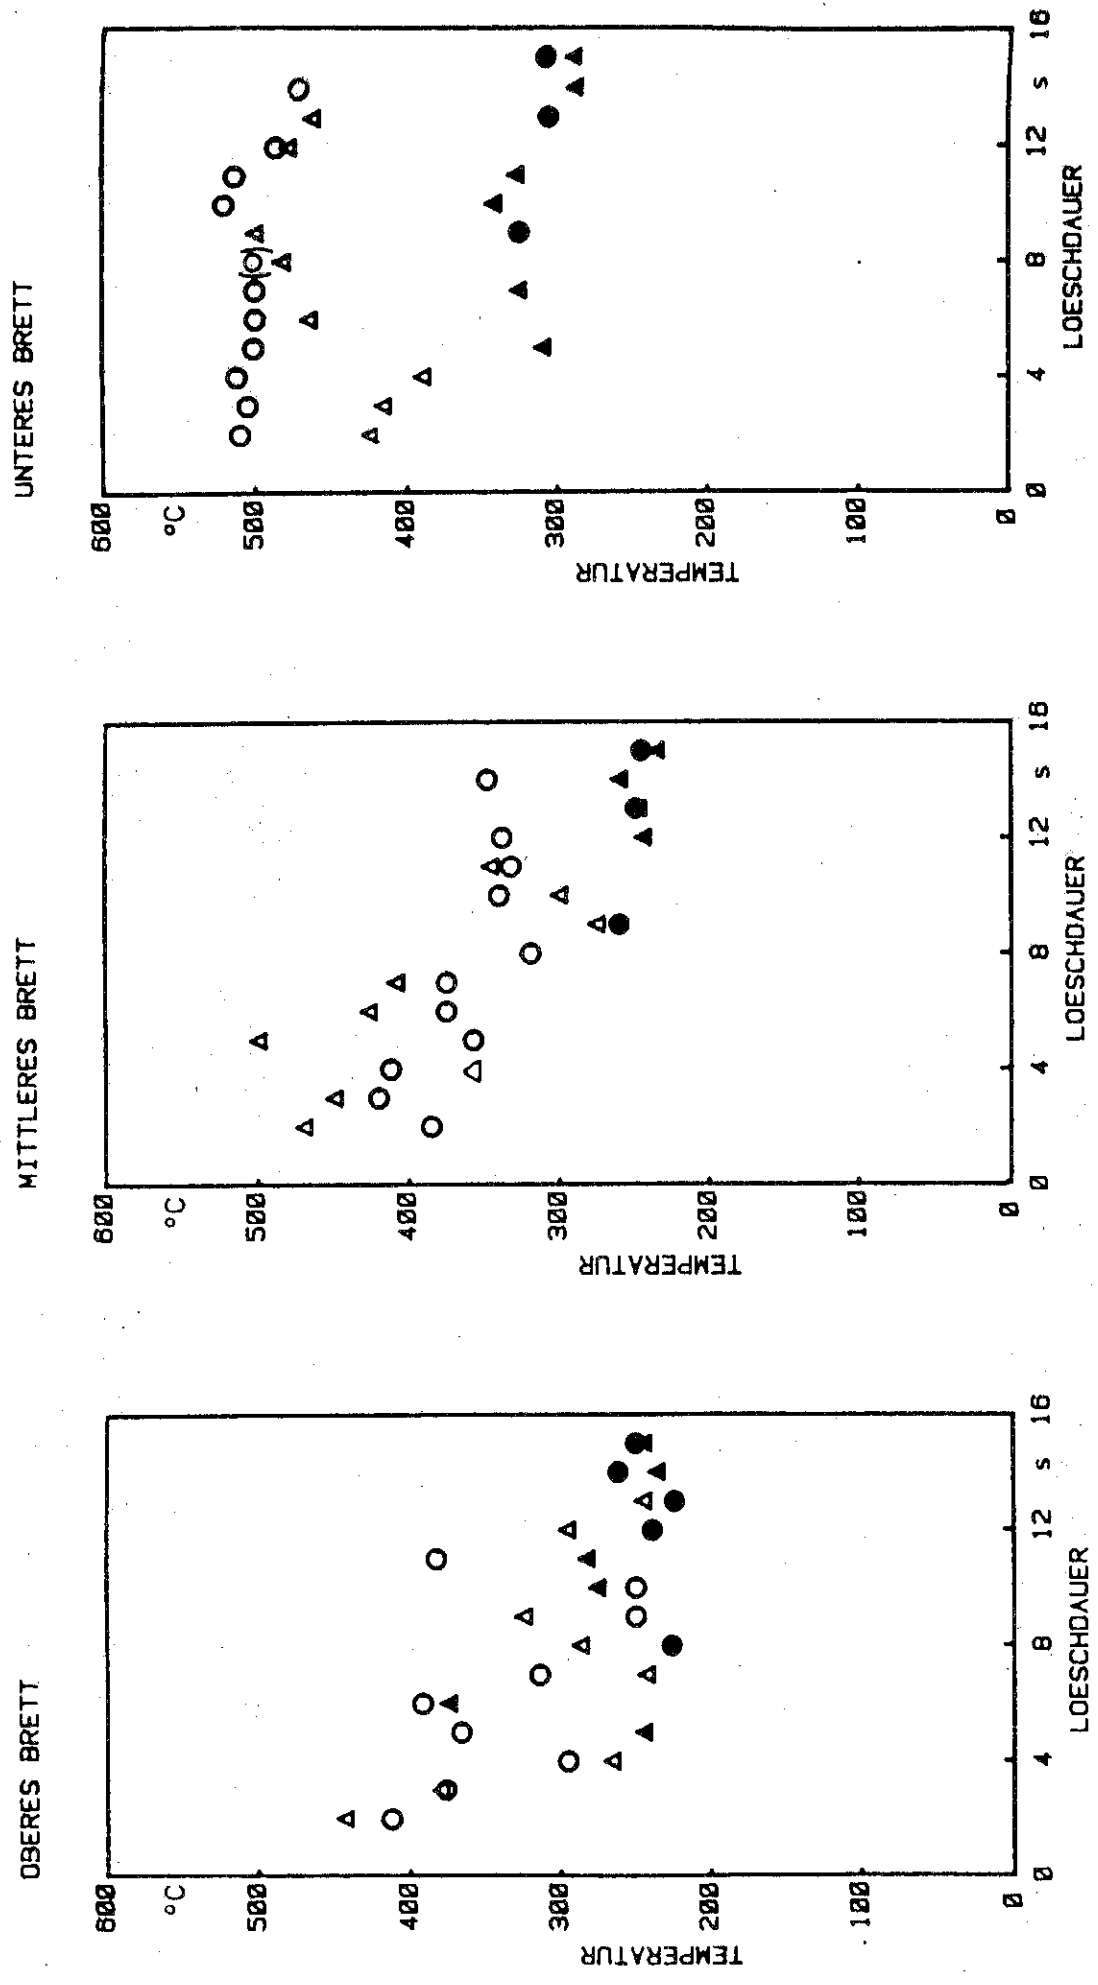 OBERES BRETT
600
°C
500
400
300
200
100
0
TEMPERATUR
0
4
8
12
s
16
LOESCHDAUER
MITTLERES BRETT
600
°C
500
400
300
200
100
0
TEMPERATUR
0
4
8
12
s
16
LOESCHDAUER
UNTERES BRETT
600
°C
500
400
300
200
100
0
TEMPERATUR
0
4
8
12
s
16
LOESCHDAUER